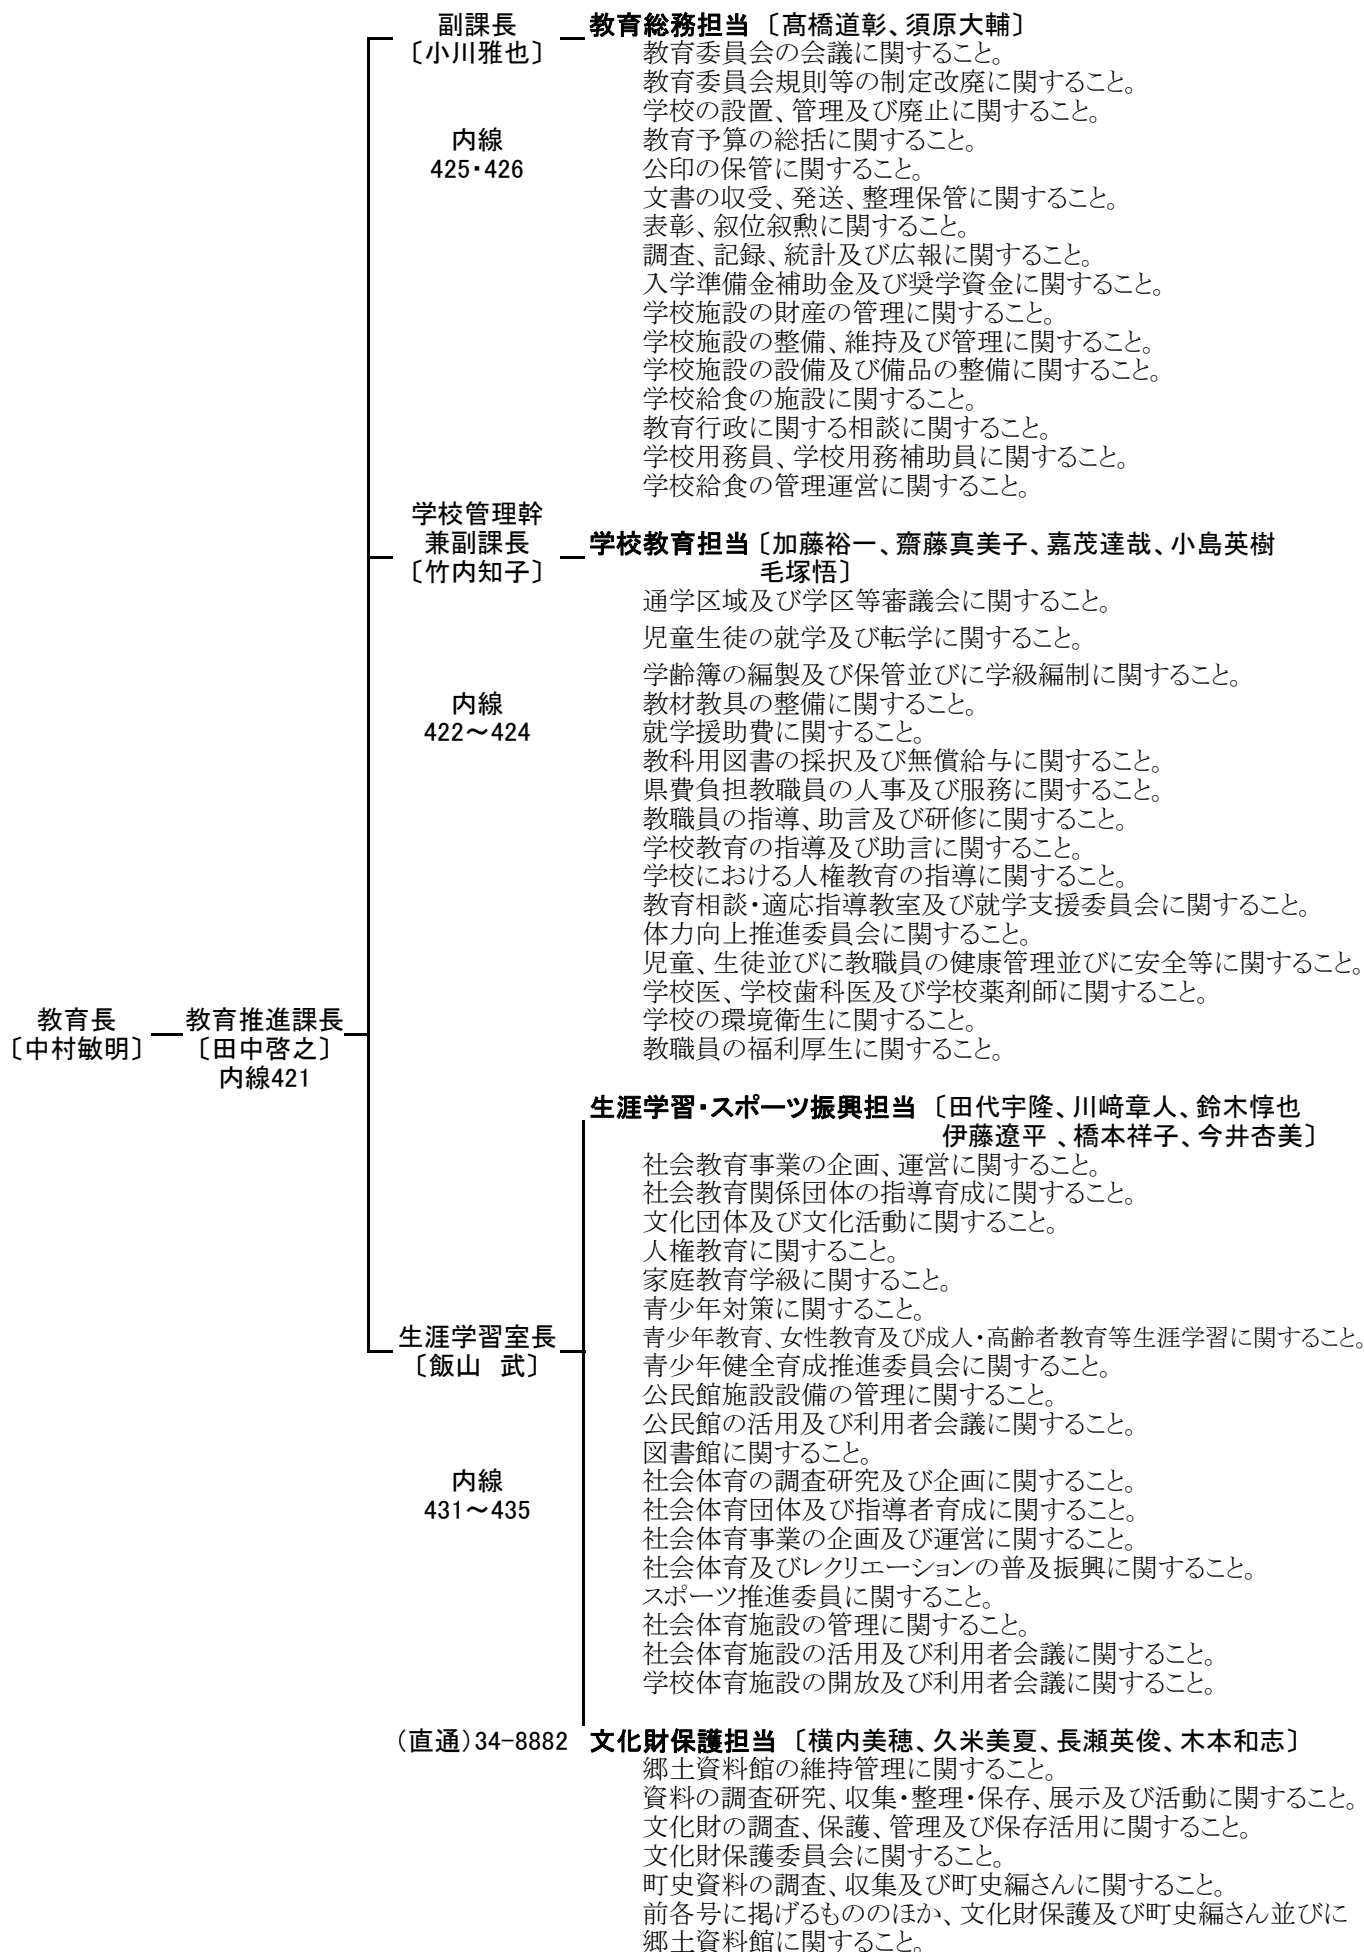 副課長
〔小川雅也〕
教育総務担当 〔髙橋道彰、須原大輔〕
教育委員会の会議に関すること。
教育委員会規則等の制定改廃に関すること。
学校の設置、管理及び廃止に関すること。
内線
425・426
教育予算の総括に関すること。
公印の保管に関すること。
文書の収受、発送、整理保管に関すること。
表彰、叙位叙勲に関すること。
調査、記録、統計及び広報に関すること。
入学準備金補助金及び奨学資金に関すること。
学校施設の財産の管理に関すること。
学校施設の整備、維持及び管理に関すること。
学校施設の設備及び備品の整備に関すること。
学校給食の施設に関すること。
教育行政に関する相談に関すること。
学校用務員、学校用務補助員に関すること。
学校給食の管理運営に関すること。
学校管理幹
兼副課長
〔竹内知子〕
学校教育担当〔加藤裕一、齋藤真美子、嘉茂達哉、小島英樹
毛塚悟〕
通学区域及び学区等審議会に関すること。
児童生徒の就学及び転学に関すること。
学齢簿の編製及び保管並びに学級編制に関すること。
内線
422～424
教材教具の整備に関すること。
就学援助費に関すること。
教科用図書の採択及び無償給与に関すること。
県費負担教職員の人事及び服務に関すること。
教職員の指導、助言及び研修に関すること。
学校教育の指導及び助言に関すること。
学校における人権教育の指導に関すること。
教育相談・適応指導教室及び就学支援委員会に関すること。
体力向上推進委員会に関すること。
児童、生徒並びに教職員の健康管理並びに安全等に関すること。
学校医、学校歯科医及び学校薬剤師に関すること。
学校の環境衛生に関すること。
教職員の福利厚生に関すること。
教育長
〔中村敏明〕
教育推進課長
〔田中啓之〕
内線421
生涯学習・スポーツ振興担当 〔田代宇隆、川﨑章人、鈴木惇也
伊藤遼平 、橋本祥子、今井杏美〕
社会教育事業の企画、運営に関すること。
社会教育関係団体の指導育成に関すること。
文化団体及び文化活動に関すること。
人権教育に関すること。
家庭教育学級に関すること。
青少年対策に関すること。
生涯学習室長
〔飯山　武〕
青少年教育、女性教育及び成人・高齢者教育等生涯学習に関すること。
青少年健全育成推進委員会に関すること。
公民館施設設備の管理に関すること。
公民館の活用及び利用者会議に関すること。
図書館に関すること。
内線
431～435
社会体育の調査研究及び企画に関すること。
社会体育団体及び指導者育成に関すること。
社会体育事業の企画及び運営に関すること。
社会体育及びレクリエーションの普及振興に関すること。
スポーツ推進委員に関すること。
社会体育施設の管理に関すること。
社会体育施設の活用及び利用者会議に関すること。
学校体育施設の開放及び利用者会議に関すること。
（直通）34-8882
文化財保護担当 〔横内美穂、久米美夏、長瀬英俊、木本和志〕
郷土資料館の維持管理に関すること。
資料の調査研究、収集・整理・保存、展示及び活動に関すること。
文化財の調査、保護、管理及び保存活用に関すること。
文化財保護委員会に関すること。
町史資料の調査、収集及び町史編さんに関すること。
前各号に掲げるもののほか、文化財保護及び町史編さん並びに
郷土資料館に関すること。